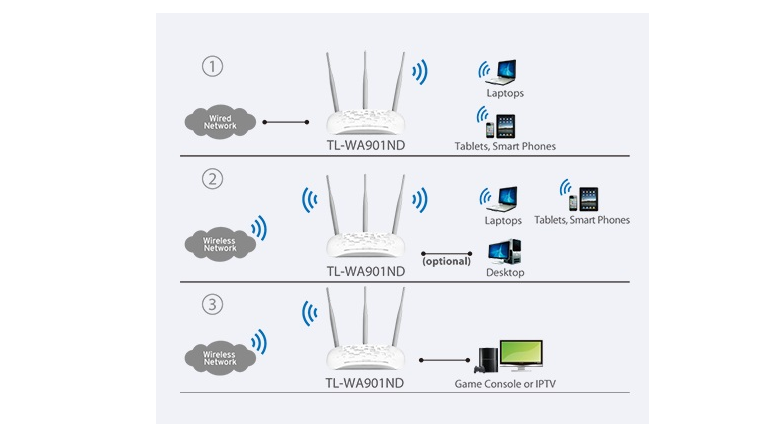 1
Wired
Network
TL-WA901ND
Laptops
Tablets, Smart Phones
2
Wireless
Network
TL-WA901ND
(optional)
Laptops
Tablets, Smart Phones
Desktop
3
Wireless
Network
TL-WA901ND
Game Console or IPTV